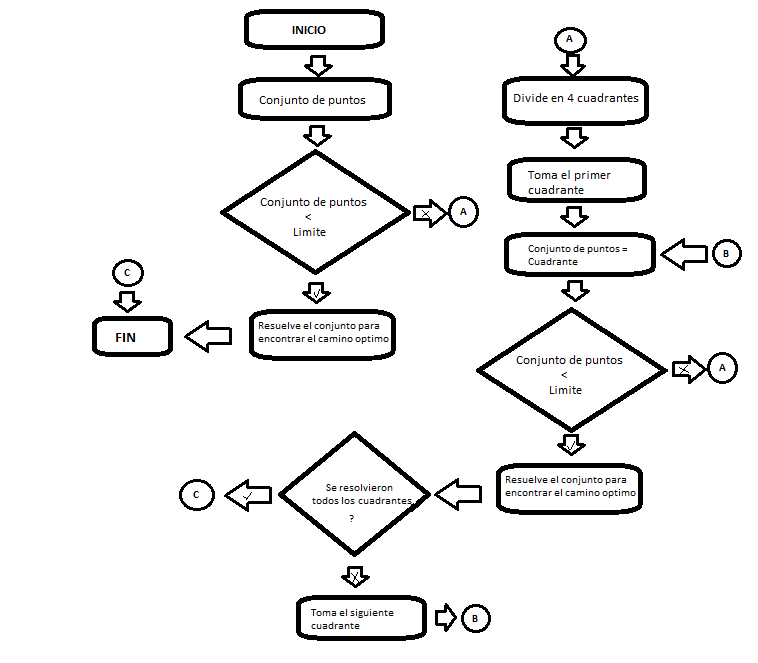 INICIO
Conjunto de puntos
Conjunto de puntos
<
Limite
A
Resuelve el conjunto para
encontrar el camino optimo
C
FIN
A
Divide en 4 cuadrantes
Toma el primer
cuadrante
Conjunto de puntos =
Cuadrante
B
Conjunto de puntos
<
Limite
A
Resuelve el conjunto para
encontrar el camino optimo
Se resolvieron
todos los cuadrantes
?
C
Toma el siguiente
cuadrante
B